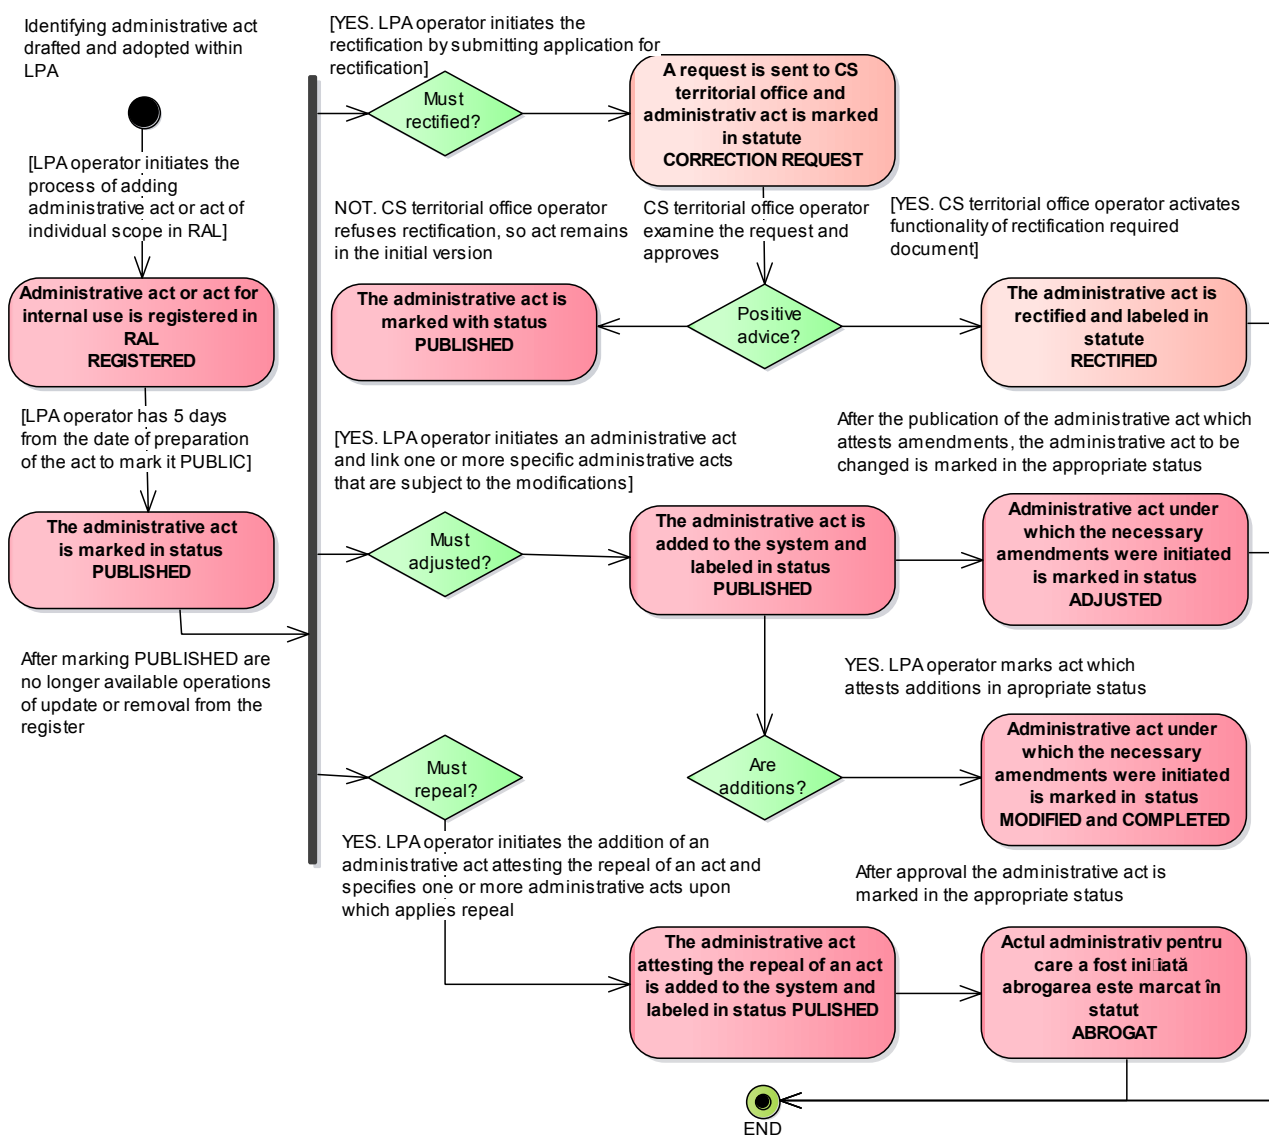 Identifying administrative act
drafted and adopted within
LPA
[LPA operator initiates the
process of adding
administrative act or act of
individual scope in RAL]
Administrative act or act for
internal use is registered in
RAL
REGISTERED
[LPA operator has 5 days
from the date of preparation
of the act to mark it PUBLIC]
The administrative act
is marked in status
PUBLISHED
After marking PUBLISHED are
no longer available operations
of update or removal from the
register
[YES. LPA operator initiates the
rectification by submitting application for
rectification]
Must
rectified?
A request is sent to CS
territorial office and
administrativ act is marked
in statute
CORRECTION REQUEST
NOT. CS territorial office operator
refuses rectification, so act remains
in the initial version
CS territorial office operator
examine the request and
approves
[YES. CS territorial office operator activates
functionality of rectification required
document]
The administrative act is
marked with status
PUBLISHED
Positive
advice?
The administrative act is
rectified and labeled in
statute
RECTIFIED
[YES. LPA operator initiates an administrative act
and link one or more specific administrative acts
that are subject to the modifications]
After the publication of the administrative act which
attests amendments, the administrative act to be
changed is marked in the appropriate status
Must
adjusted?
The administrative act is
added to the system and
labeled in status
PUBLISHED
Administrative act under
which the necessary
amendments were initiated
is marked in status
ADJUSTED
YES. LPA operator marks act which
attests additions in apropriate status
Must
repeal?
Are
additions?
Administrative act under
which the necessary
amendments were initiated
is marked in status
MODIFIED and COMPLETED
YES. LPA operator initiates the addition of an
administrative act attesting the repeal of an act and
specifies one or more administrative acts upon
which applies repeal
After approval the administrative act is
marked in the appropriate status
The administrative act
attesting the repeal of an act
is added to the system and
labeled in status PULISHED
Actul administrativ pentru
care a fost ini□iată
abrogarea este marcat în
statut
ABROGAT
END